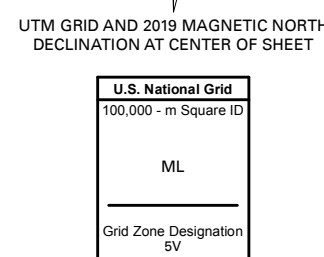 UTM GRID AND 2019 MAGNETIC NORTH
DECLINATION AT CENTER OF SHEET
U.S. National Grid
100,000 - m Square ID
ML
Grid Zone Designation
5V